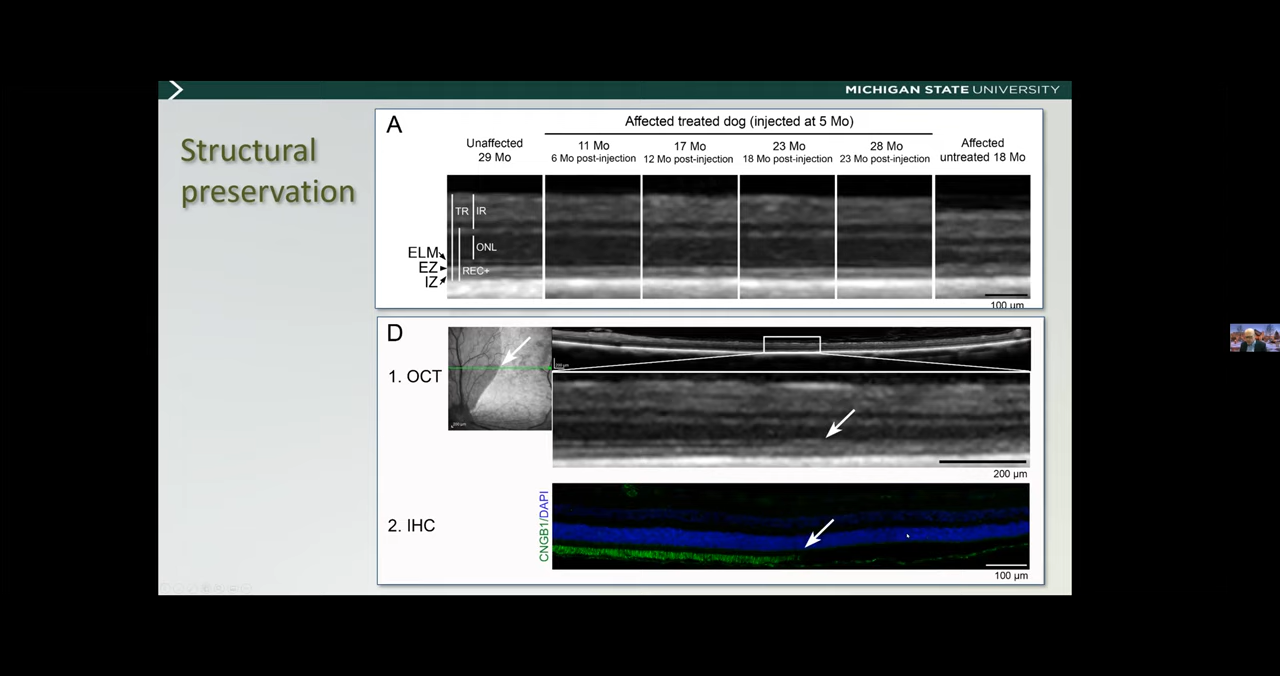 MICHIGAN STATE UNIVERSITY
Structural
preservation
A
Affected treated dog (injected at 5 Mo)
Unaffected
29 Mo
11 Mo
6 Mo post-injection
17 Mo
12 Mo post-injection
23 Mo
18 Mo post-injection
28 Mo
23 Mo post-injection
Affected
untreated 18 Mo
TR
IR
ONL
REC+
ELM
EZ
IZ
100 µm
D
1. OCT
200 µm
2. IHC
CNGB1/DAPI
100 µm